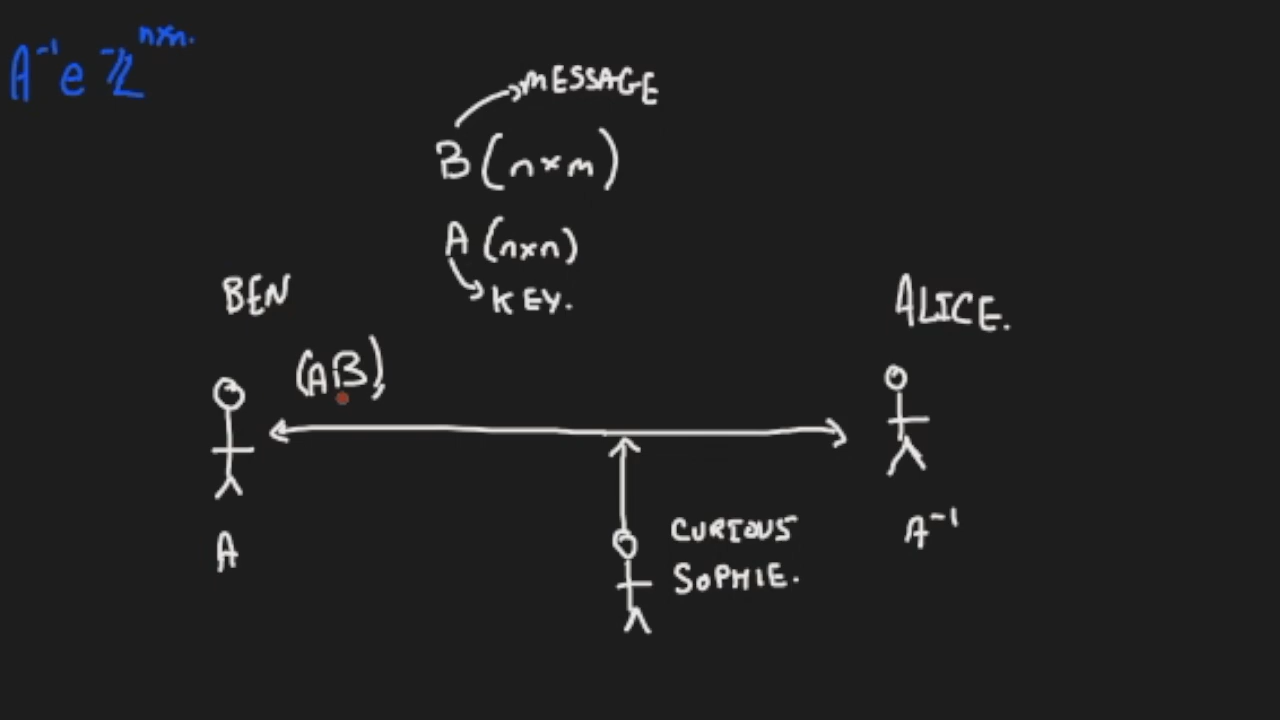 A⁻¹ e ℤⁿˣⁿ.
MESSAGE
B (n×m)
A (n×n)
KEY.
BEN
ALICE.
(AB)
CURIOUS
SOPHIE.
A
A⁻¹